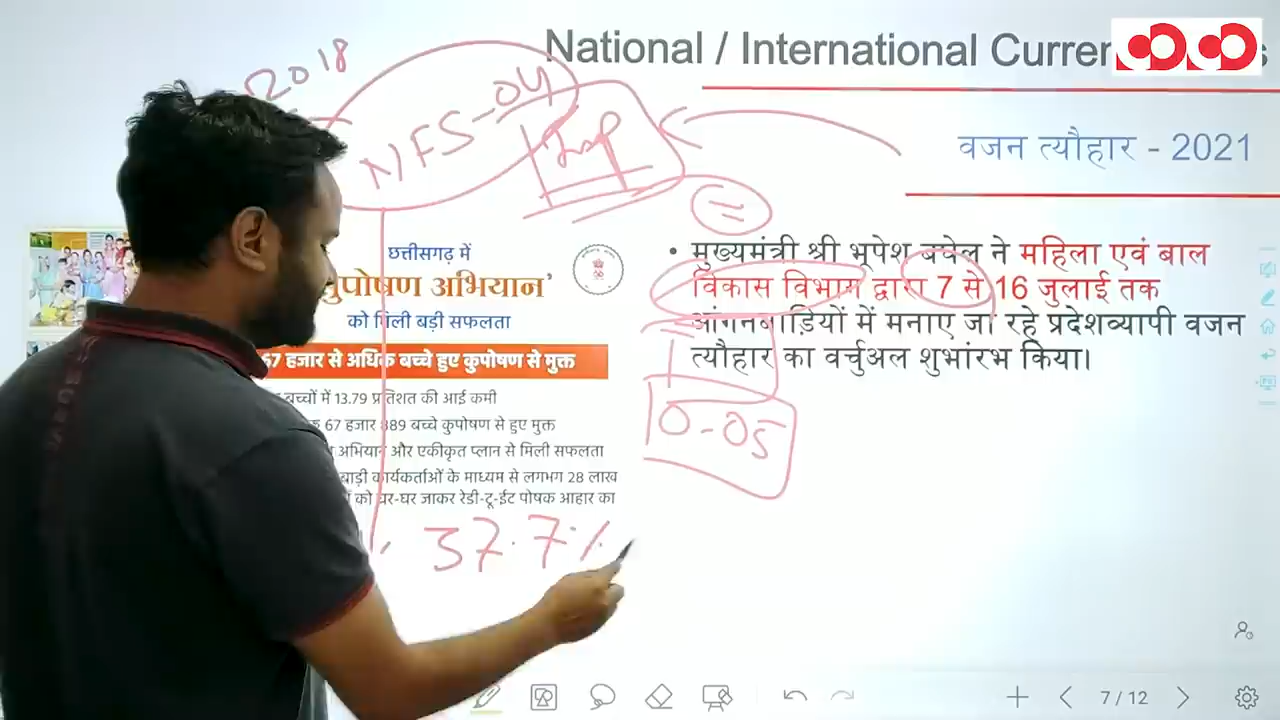 National / International Curren
वजन त्यौहार - 2021
2018
NFS-04
Imp
छत्तीसगढ़ में
पोषण अभियान'
को मिली बड़ी सफलता
67 हजार से अधिक बच्चे हुए कुपोषण से मुक्त
बच्चों में 13.79 प्रतिशत की आई कमी
67 हजार 889 बच्चे कुपोषण से हुए मुक्त
अभियान और एकीकृत प्लान से मिली सफलता
कार्यकर्ताओं के माध्यम से लगभग 28 लाख
को घर-घर जाकर रेडी-टू-ईट पोषक आहार का
• मुख्यमंत्री श्री भूपेश बघेल ने महिला एवं बाल
विकास विभाग द्वारा 7 से 16 जुलाई तक
आंगनबाड़ियों में मनाए जा रहे प्रदेशव्यापी वजन
त्यौहार का वर्चुअल शुभांरभ किया।
0-05
37.7%
7/12